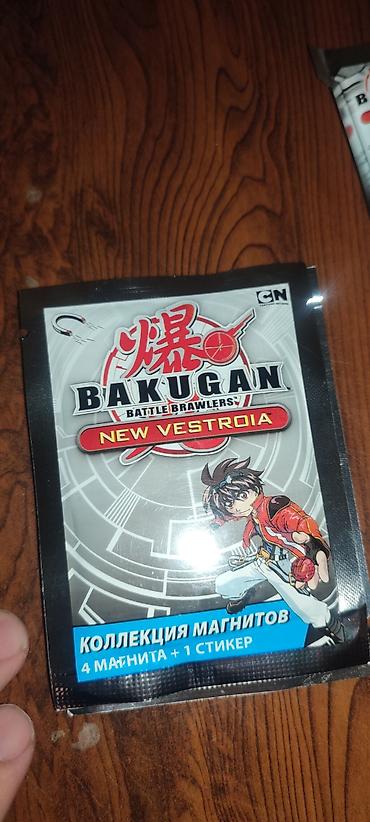 CN
爆
BAKUGAN
BATTLE BRAWLERS
NEW VESTROIA
КОЛЛЕКЦИЯ МАГНИТОВ
4 МАГНИТА + 1 СТИКЕР